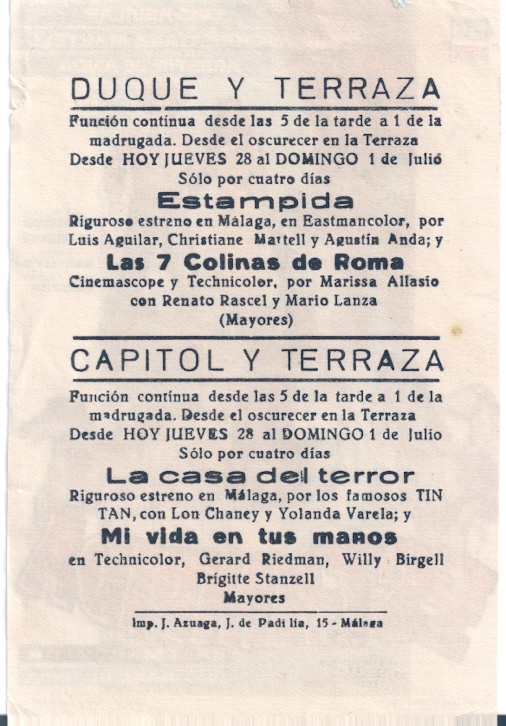 DUQUE Y TERRAZA
Función contínua desde las 5 de la tarde a 1 de la
madrugada. Desde el oscurecer en la Terraza
Desde HOY JUEVES 28 al DOMINGO 1 de Julió
Sólo por cuatro días
Estampida
Riguroso estreno en Málaga, en Eastmancolor, por
Luis Aguilar, Christiane Martell y Agustín Anda; y
Las 7 Colinas de Roma
Cinemascope y Technicolor, por Marissa Allasio
con Renato Rascel y Mario Lanza
(Mayores)
CAPITOL Y TERRAZA
Función contínua desde las 5 de la tarde a 1 de la
madrugada. Desde el oscurecer en la Terraza
Desde HOY JUEVES 28 al DOMINGO 1 de Julio
Sólo por cuatro días
La casa del terror
Riguroso estreno en Málaga, por los famosos TIN
TAN, con Lon Chaney y Yolanda Varela; y
Mi vida en tus manos
en Technicolor, Gerard Riedman, Willy Birgell
Brigitte Stanzell
Mayores
Imp. J. Azuaga, J. de Padi lía, 15 - Málaga